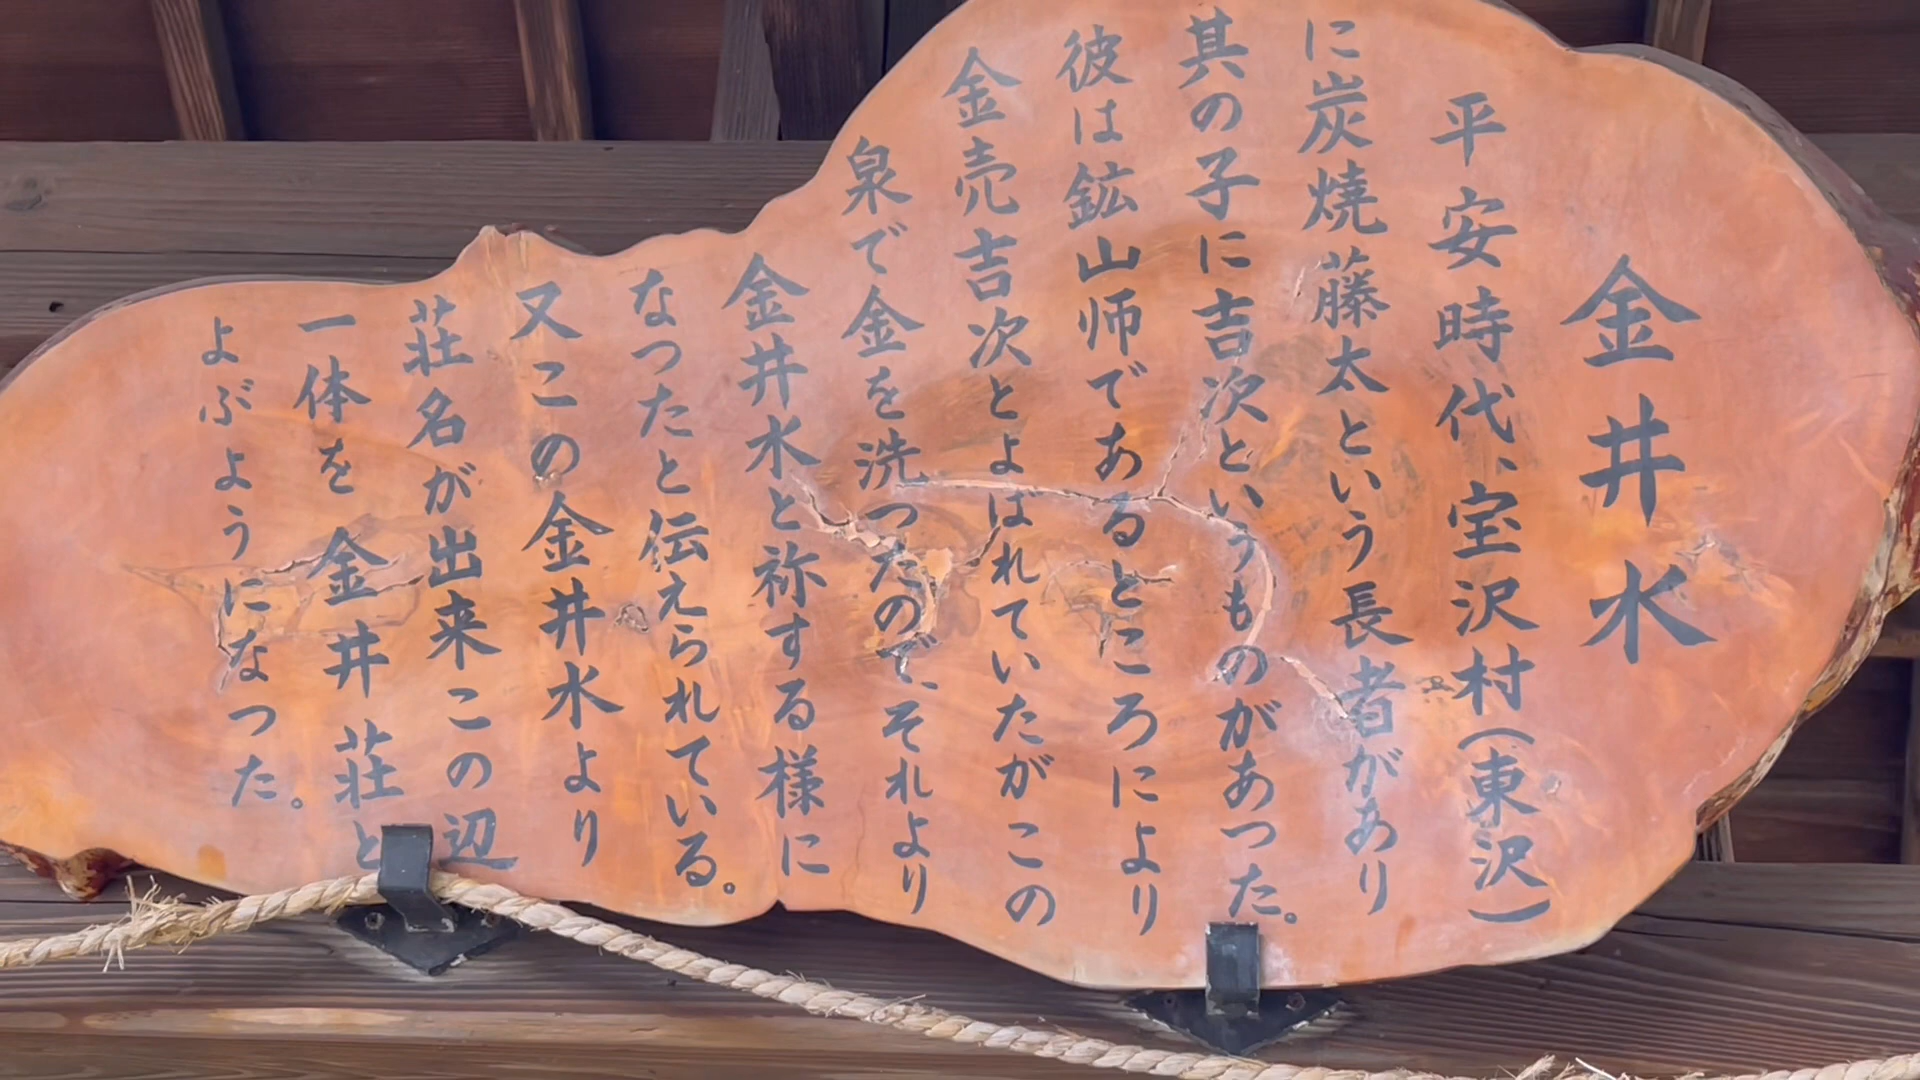 金井水
平安時代、宝沢村(東沢)
に炭焼藤太という長者があり
其の子に吉次というものがあつた。
彼は鉱山師であるところにより
金売吉次とよばれていたがこの
泉で金を洗つたので、それより
金井水と祢する様に
なつたと伝えられている。
又この金井水より
荘名が出来この辺
一体を金井荘と
よぶようになつた。